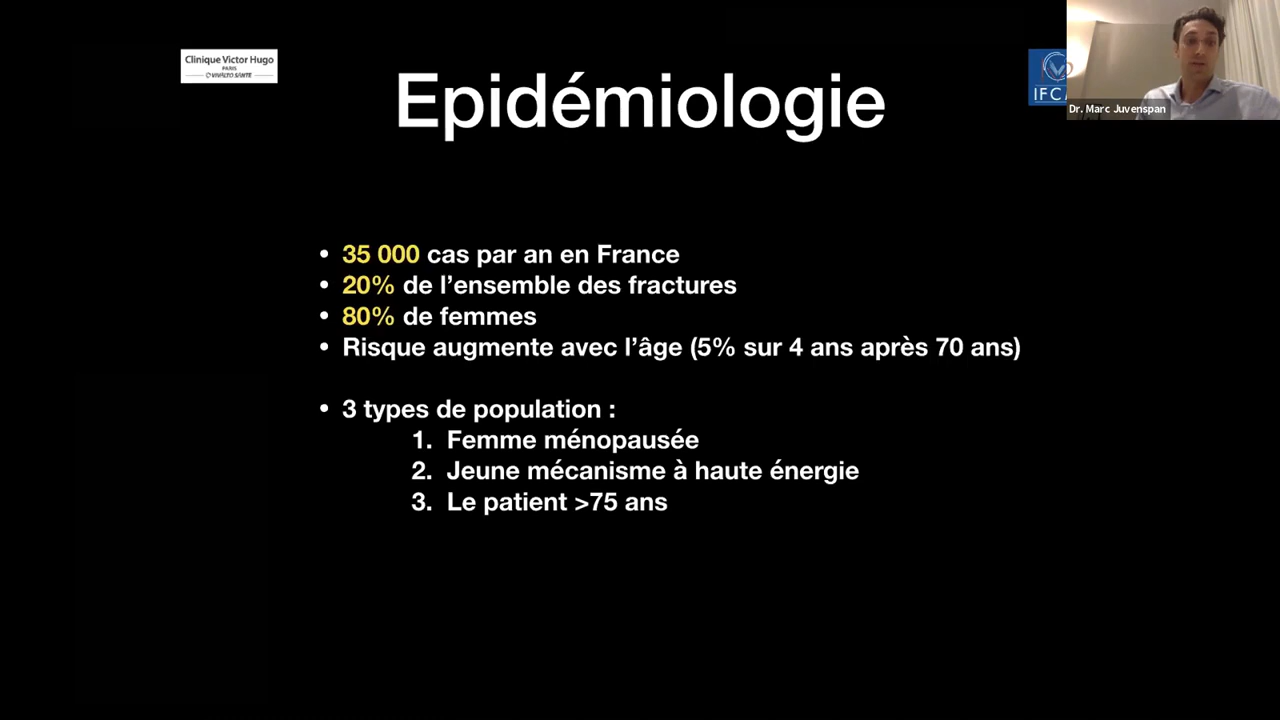 Clinique Victor Hugo
PARIS
VIVALTO SANTÉ
Epidémiologie
IFC
Dr. Marc Juvenspan
• 35 000 cas par an en France
• 20% de l’ensemble des fractures
• 80% de femmes
• Risque augmente avec l’âge (5% sur 4 ans après 70 ans)
• 3 types de population :
1. Femme ménopausée
2. Jeune mécanisme à haute énergie
3. Le patient >75 ans